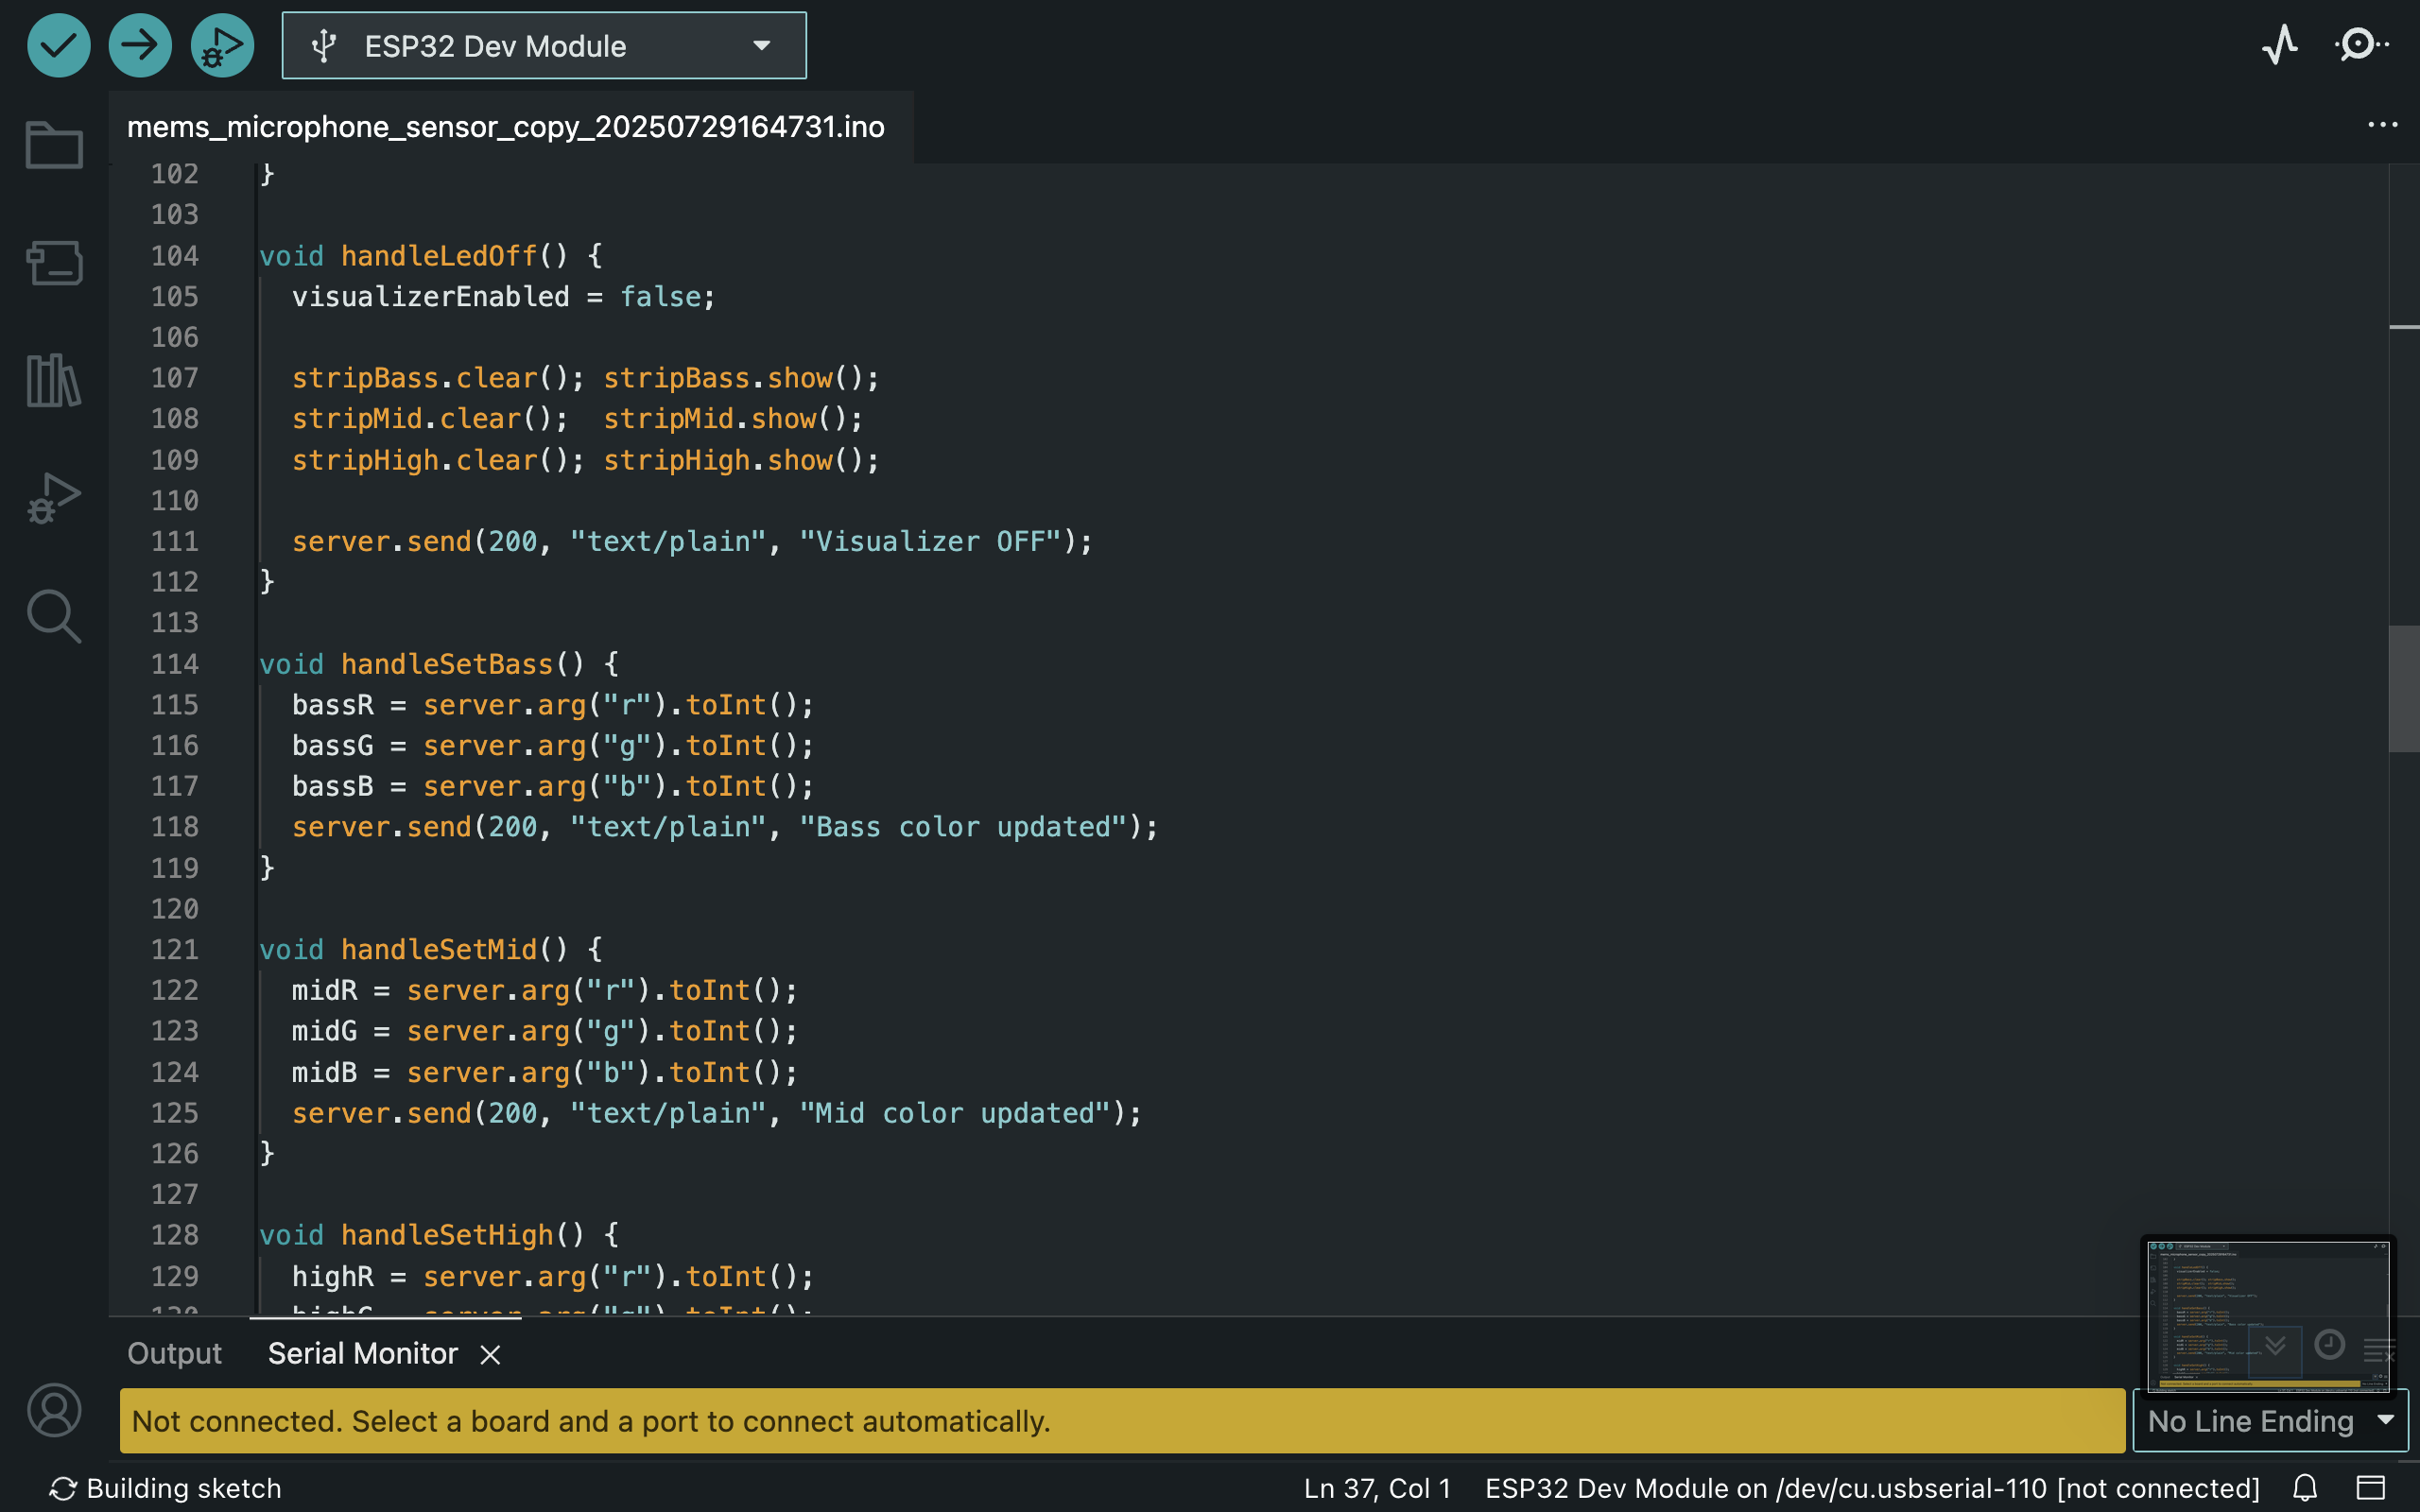 ESP32 Dev Module
mems_microphone_sensor_copy_20250729164731.ino
102 }
103
104 void handleLedOff() {
105   visualizerEnabled = false;
106
107   stripBass.clear(); stripBass.show();
108   stripMid.clear();  stripMid.show();
109   stripHigh.clear(); stripHigh.show();
110
111   server.send(200, "text/plain", "Visualizer OFF");
112 }
113
114 void handleSetBass() {
115   bassR = server.arg("r").toInt();
116   bassG = server.arg("g").toInt();
117   bassB = server.arg("b").toInt();
118   server.send(200, "text/plain", "Bass color updated");
119 }
120
121 void handleSetMid() {
122   midR = server.arg("r").toInt();
123   midG = server.arg("g").toInt();
124   midB = server.arg("b").toInt();
125   server.send(200, "text/plain", "Mid color updated");
126 }
127
128 void handleSetHigh() {
129   highR = server.arg("r").toInt();
130   highG = server.arg("g").toInt();
Output Serial Monitor
Not connected. Select a board and a port to connect automatically.
No Line Ending
Building sketch
Ln 37, Col 1 ESP32 Dev Module on /dev/cu.usbserial-110 [not connected]